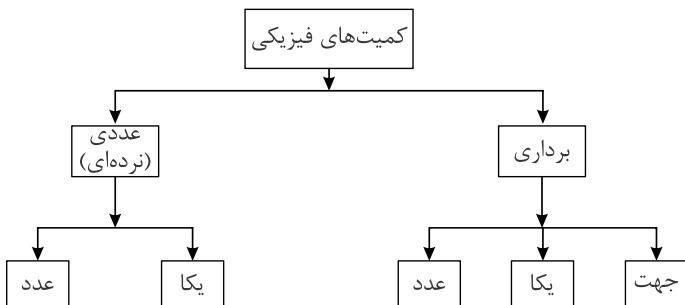 کمیت‌های فیزیکی
برداری
عددی
(نرده‌ای)
جهت
یکا
عدد
یکا
عدد